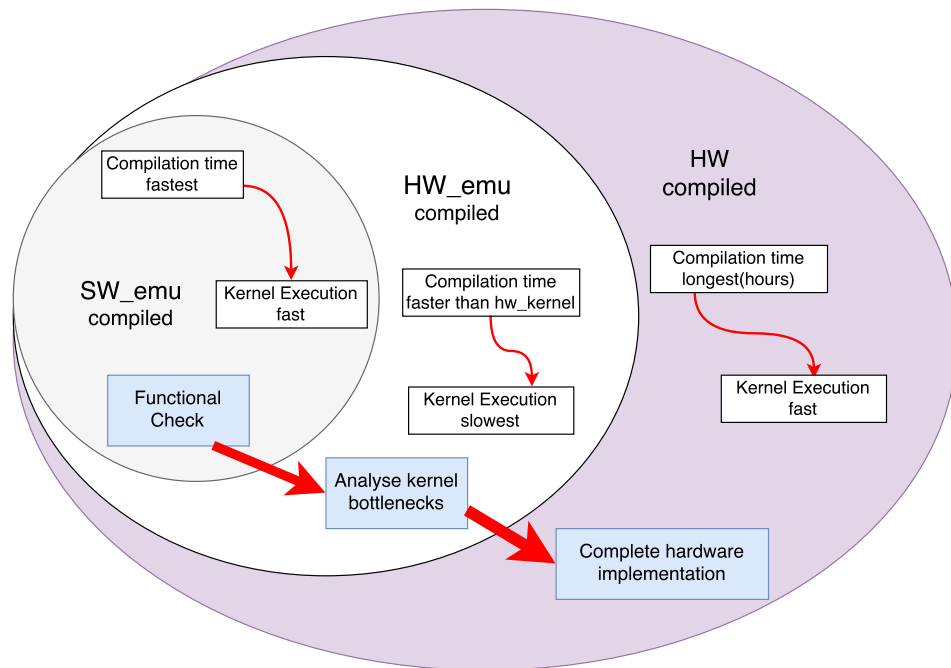 Compilation time
fastest
SW_emu
compiled
Kernel Execution
fast
Functional
Check
HW_emu
compiled
Compilation time
faster than hw_kernel
Kernel Execution
slowest
Analyse kernel
bottlenecks
HW
compiled
Compilation time
longest(hours)
Kernel Execution
fast
Complete hardware
implementation